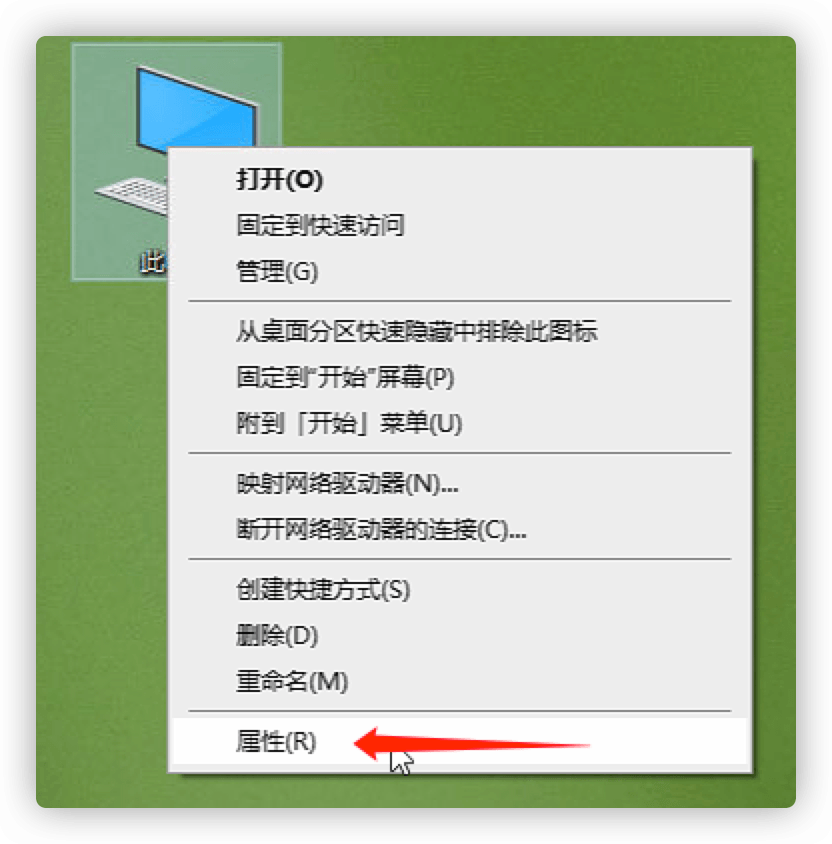 此
打开(O)
固定到快速访问
管理(G)
从桌面分区快速隐藏中排除此图标
固定到“开始”屏幕(P)
附到「开始」菜单(U)
映射网络驱动器(N)...
断开网络驱动器的连接(C)...
创建快捷方式(S)
删除(D)
重命名(M)
属性(R)